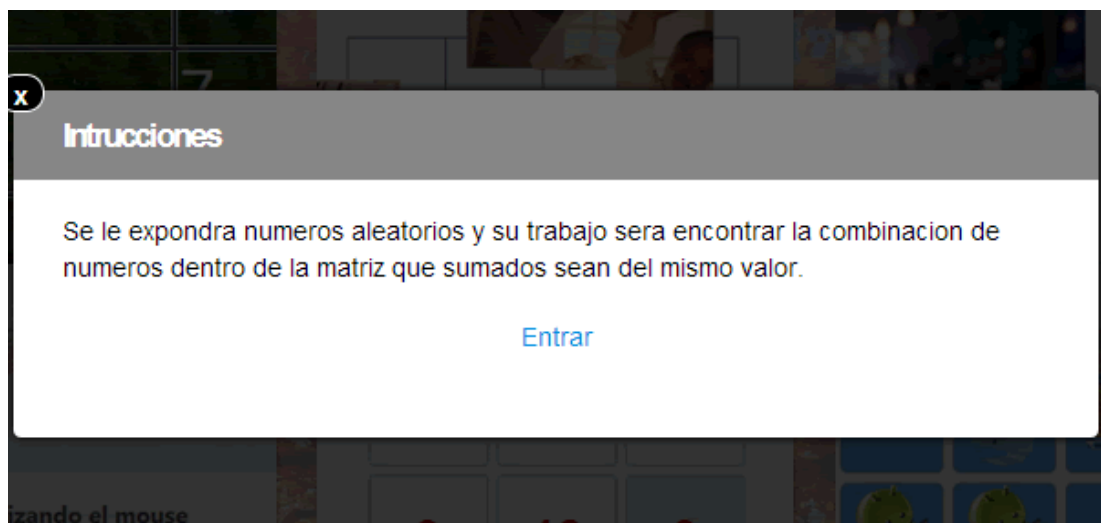 7
x
Intrucciones
Se le expondra numeros aleatorios y su trabajo sera encontrar la combinacion de
numeros dentro de la matriz que sumados sean del mismo valor.
Entrar
izando el mouse